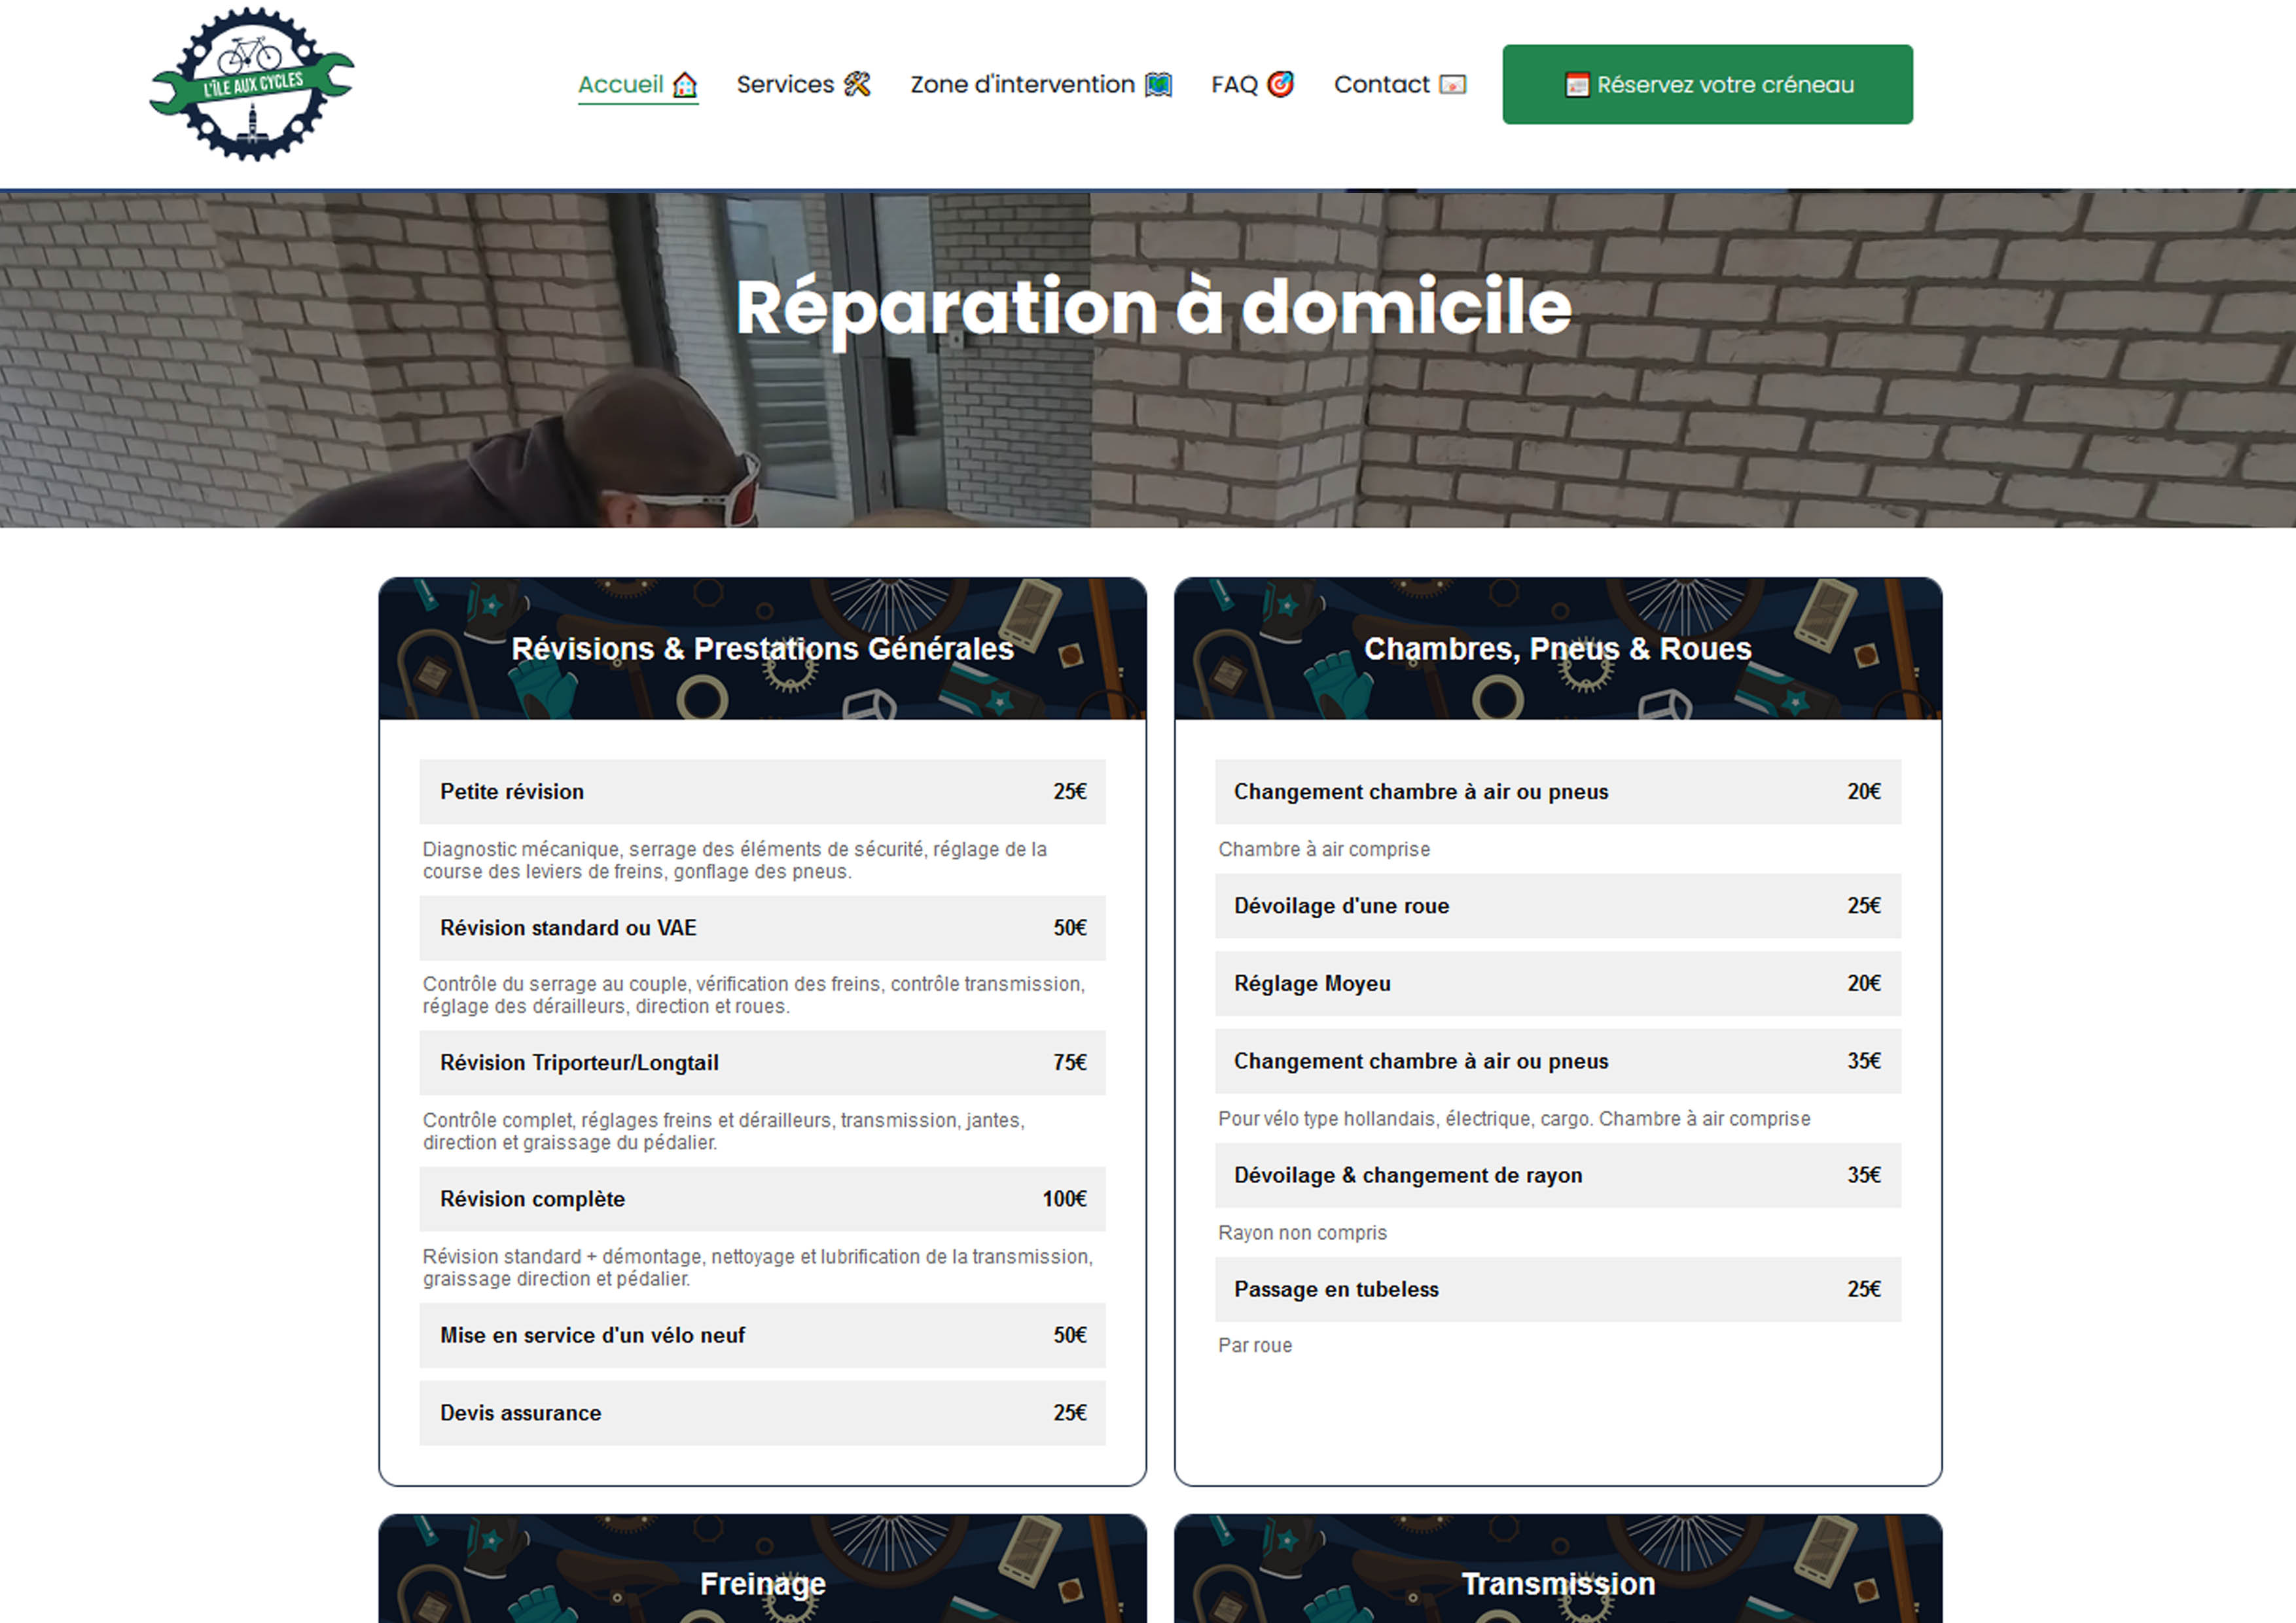 L'ÎLE AUX CYCLES
Accueil
Services
Zone d'intervention
FAQ
Contact
Réservez votre créneau
Réparation à domicile
Révisions & Prestations Générales
Petite révision 25€
Diagnostic mécanique, serrage des éléments de sécurité, réglage de la
course des leviers de freins, gonflage des pneus.
Révision standard ou VAE 50€
Contrôle du serrage au couple, vérification des freins, contrôle transmission,
réglage des dérailleurs, direction et roues.
Révision Triporteur/Longtail 75€
Contrôle complet, réglages freins et dérailleurs, transmission, jantes,
direction et graissage du pédalier.
Révision complète 100€
Révision standard + démontage, nettoyage et lubrification de la transmission,
graissage direction et pédalier.
Mise en service d'un vélo neuf 50€
Devis assurance 25€
Chambres, Pneus & Roues
Changement chambre à air ou pneus 20€
Chambre à air comprise
Dévoilage d'une roue 25€
Réglage Moyeu 20€
Changement chambre à air ou pneus 35€
Pour vélo type hollandais, électrique, cargo. Chambre à air comprise
Dévoilage & changement de rayon 35€
Rayon non compris
Passage en tubeless 25€
Par roue
Freinage
Transmission